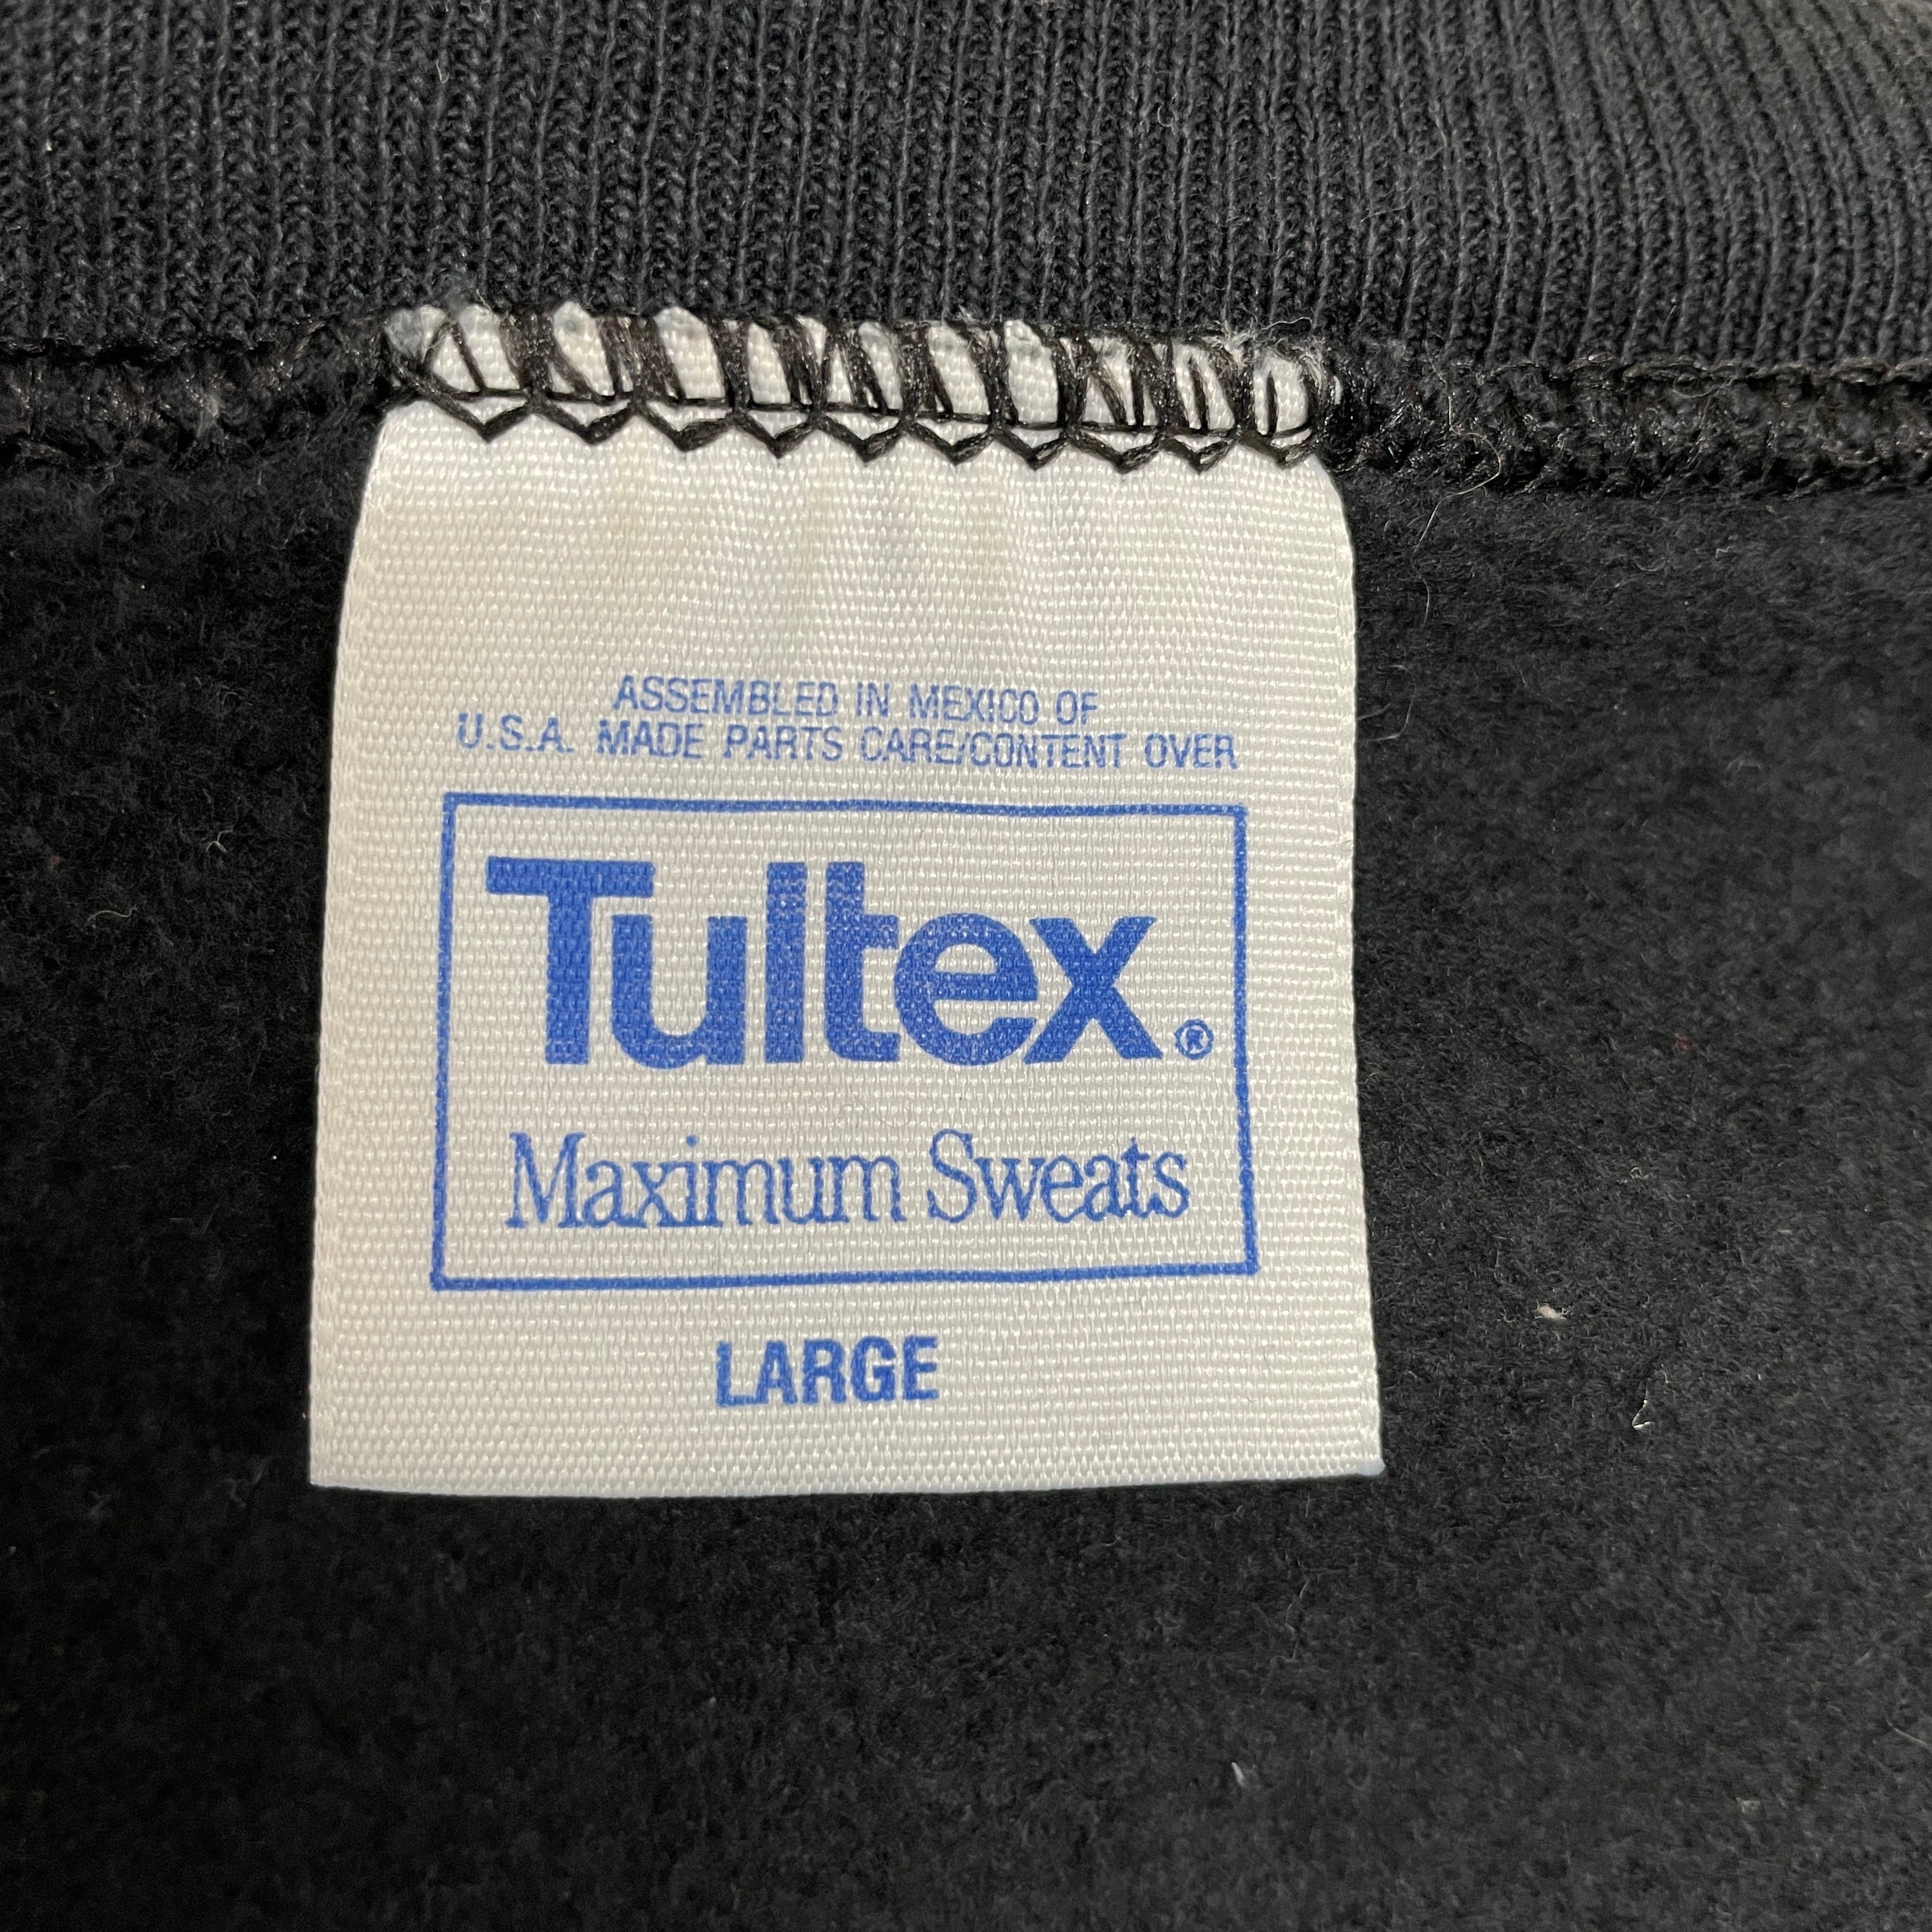 ASSEMBLED IN MEXICO OF
U.S.A. MADE PARTS CARE/CONTENT OVER
Tultex®
Maximum Sweats
LARGE